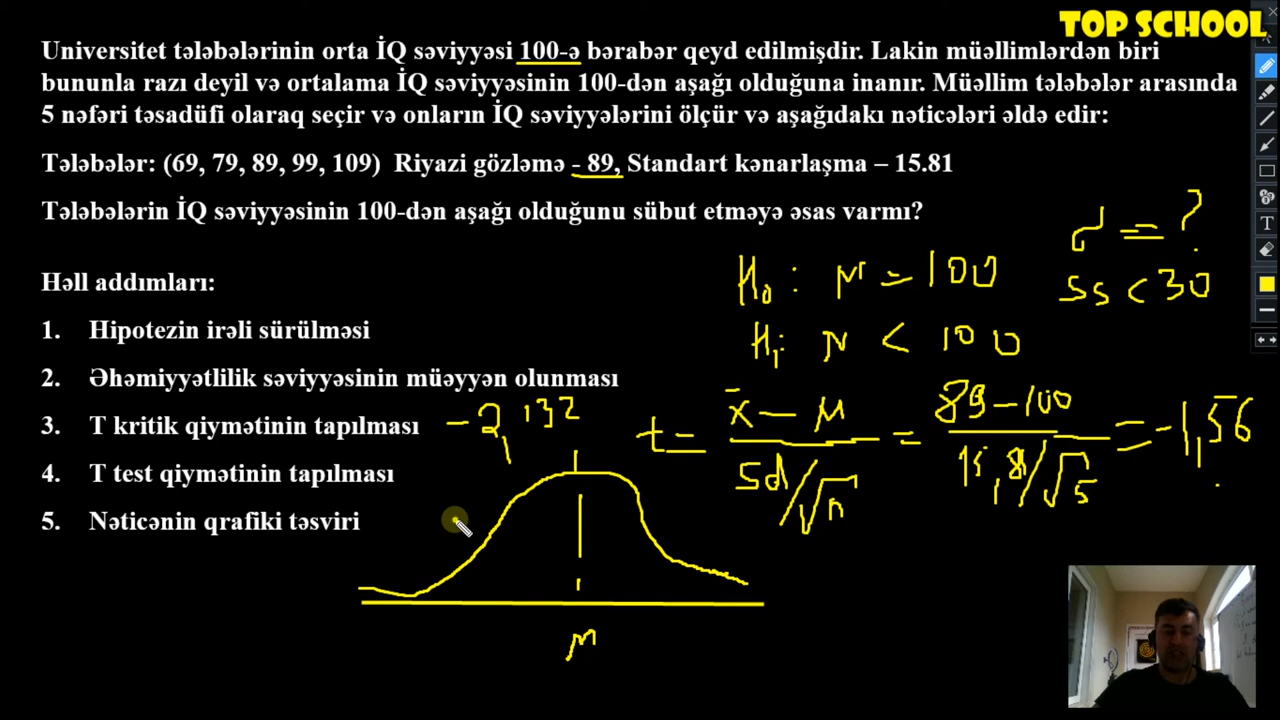 TOP SCHOOL
Universitet tələbələrinin orta İQ səviyyəsi 100-ə bərabər qeyd edilmişdir. Lakin müəllimlərdən biri
bununla razı deyil və ortalama İQ səviyyəsinin 100-dən aşağı olduğuna inanır. Müəllim tələbələr arasında
5 nəfəri təsadüfi olaraq seçir və onların İQ səviyyələrini ölçür və aşağıdakı nəticələri əldə edir:
Tələbələr: (69, 79, 89, 99, 109) Riyazi gözləmə - 89, Standart kənarlaşma – 15.81
Tələbələrin İQ səviyyəsinin 100-dən aşağı olduğunu sübut etməyə əsas varmı?
σ = ?
SS < 30
H₀ : μ = 100
H₁ : μ < 100
Həll addımları:
1. Hipotezin irəli sürülməsi
2. Əhəmiyyətlilik səviyyəsinin müəyyən olunması
3. T kritik qiymətinin tapılması
-2,132
4. T test qiymətinin tapılması
5. Nəticənin qrafiki təsviri
t = x̄ - μ / Sd/√n = 89 - 100 / 15,8/√5 = -1,56
μ